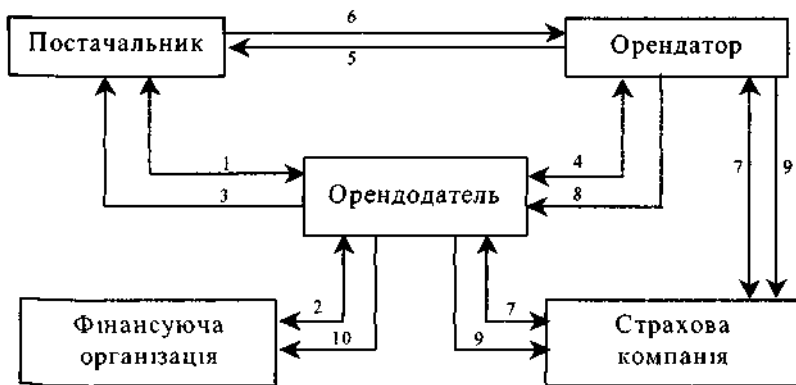 6
Постачальник
Орендатор
5
1
4
7
9
Орендодатель
3
8
2
7
Фінансуюча
організація
10
9
Страхова
компанія